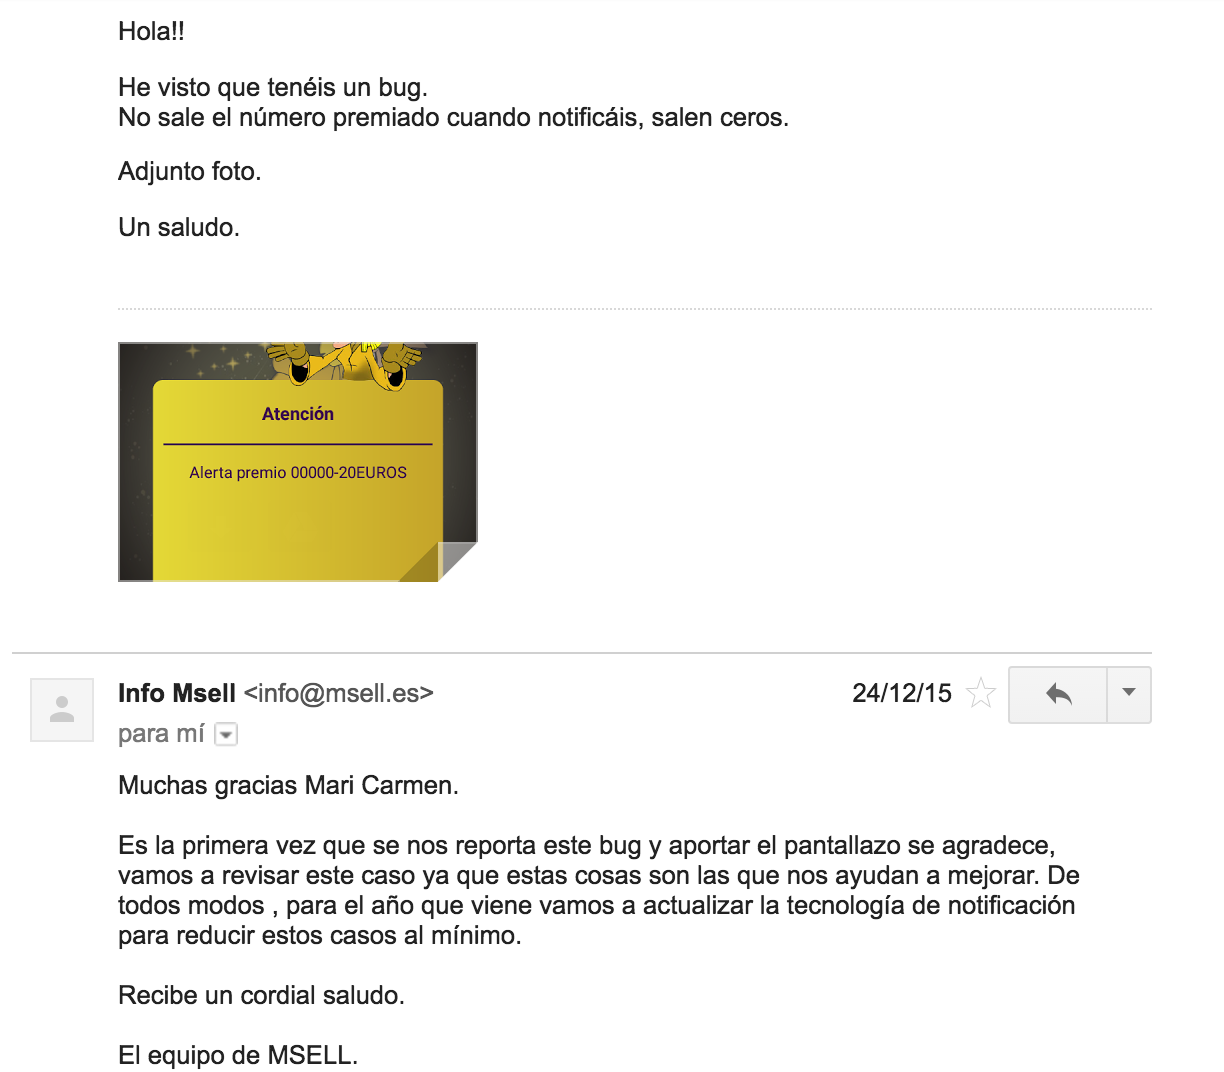 Hola!!
He visto que tenéis un bug.
No sale el número premiado cuando notificáis, salen ceros.
Adjunto foto.
Un saludo.
Atención
Alerta premio 00000-20EUROS
Info Msell <info@msell.es>
24/12/15
para mí
Muchas gracias Mari Carmen.
Es la primera vez que se nos reporta este bug y aportar el pantallazo se agradece,
vamos a revisar este caso ya que estas cosas son las que nos ayudan a mejorar. De
todos modos , para el año que viene vamos a actualizar la tecnología de notificación
para reducir estos casos al mínimo.
Recibe un cordial saludo.
El equipo de MSELL.